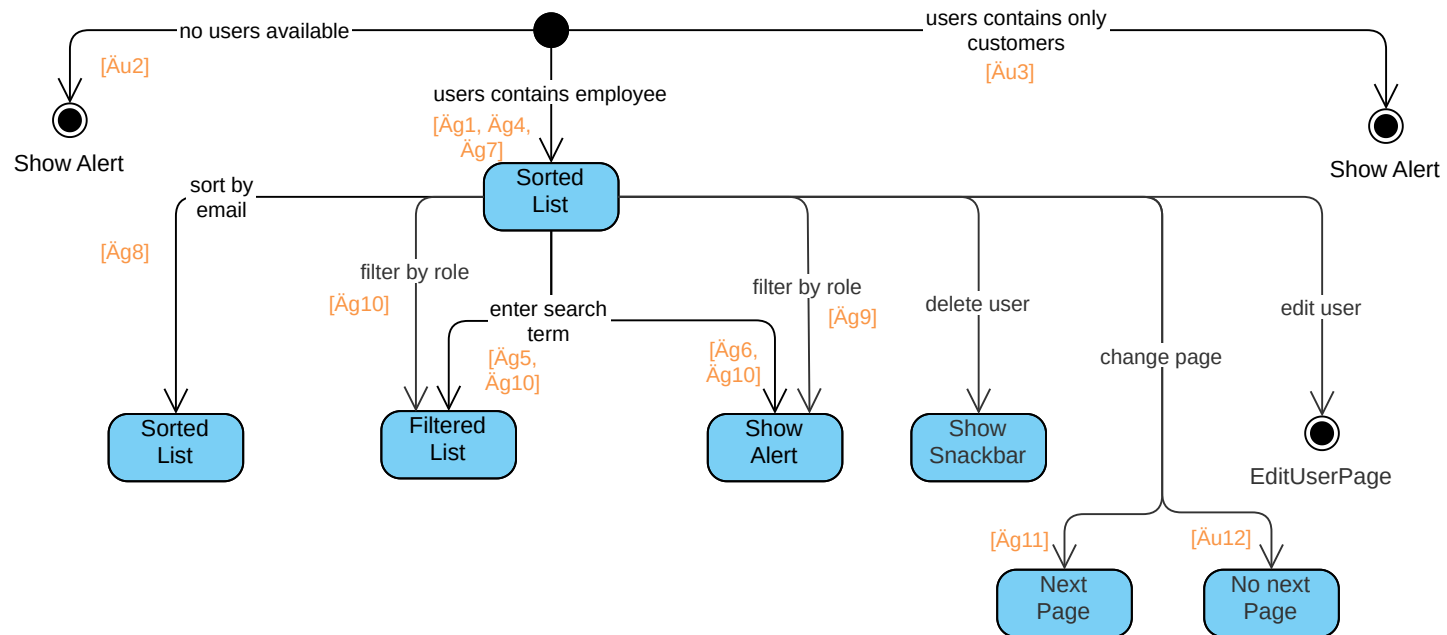 no users available
users contains only
customers
[Äu2]
[Äu3]
users contains employee
[Äg1, Äg4,
Äg7]
Show Alert
Show Alert
Sorted
List
sort by
email
[Äg8]
filter by role
[Äg10]
filter by role
[Äg9]
enter search
term
delete user
edit user
change page
[Äg5,
Äg10]
[Äg6,
Äg10]
Sorted
List
Filtered
List
Show
Alert
Show
Snackbar
EditUserPage
[Äg11]
[Äu12]
Next
Page
No next
Page